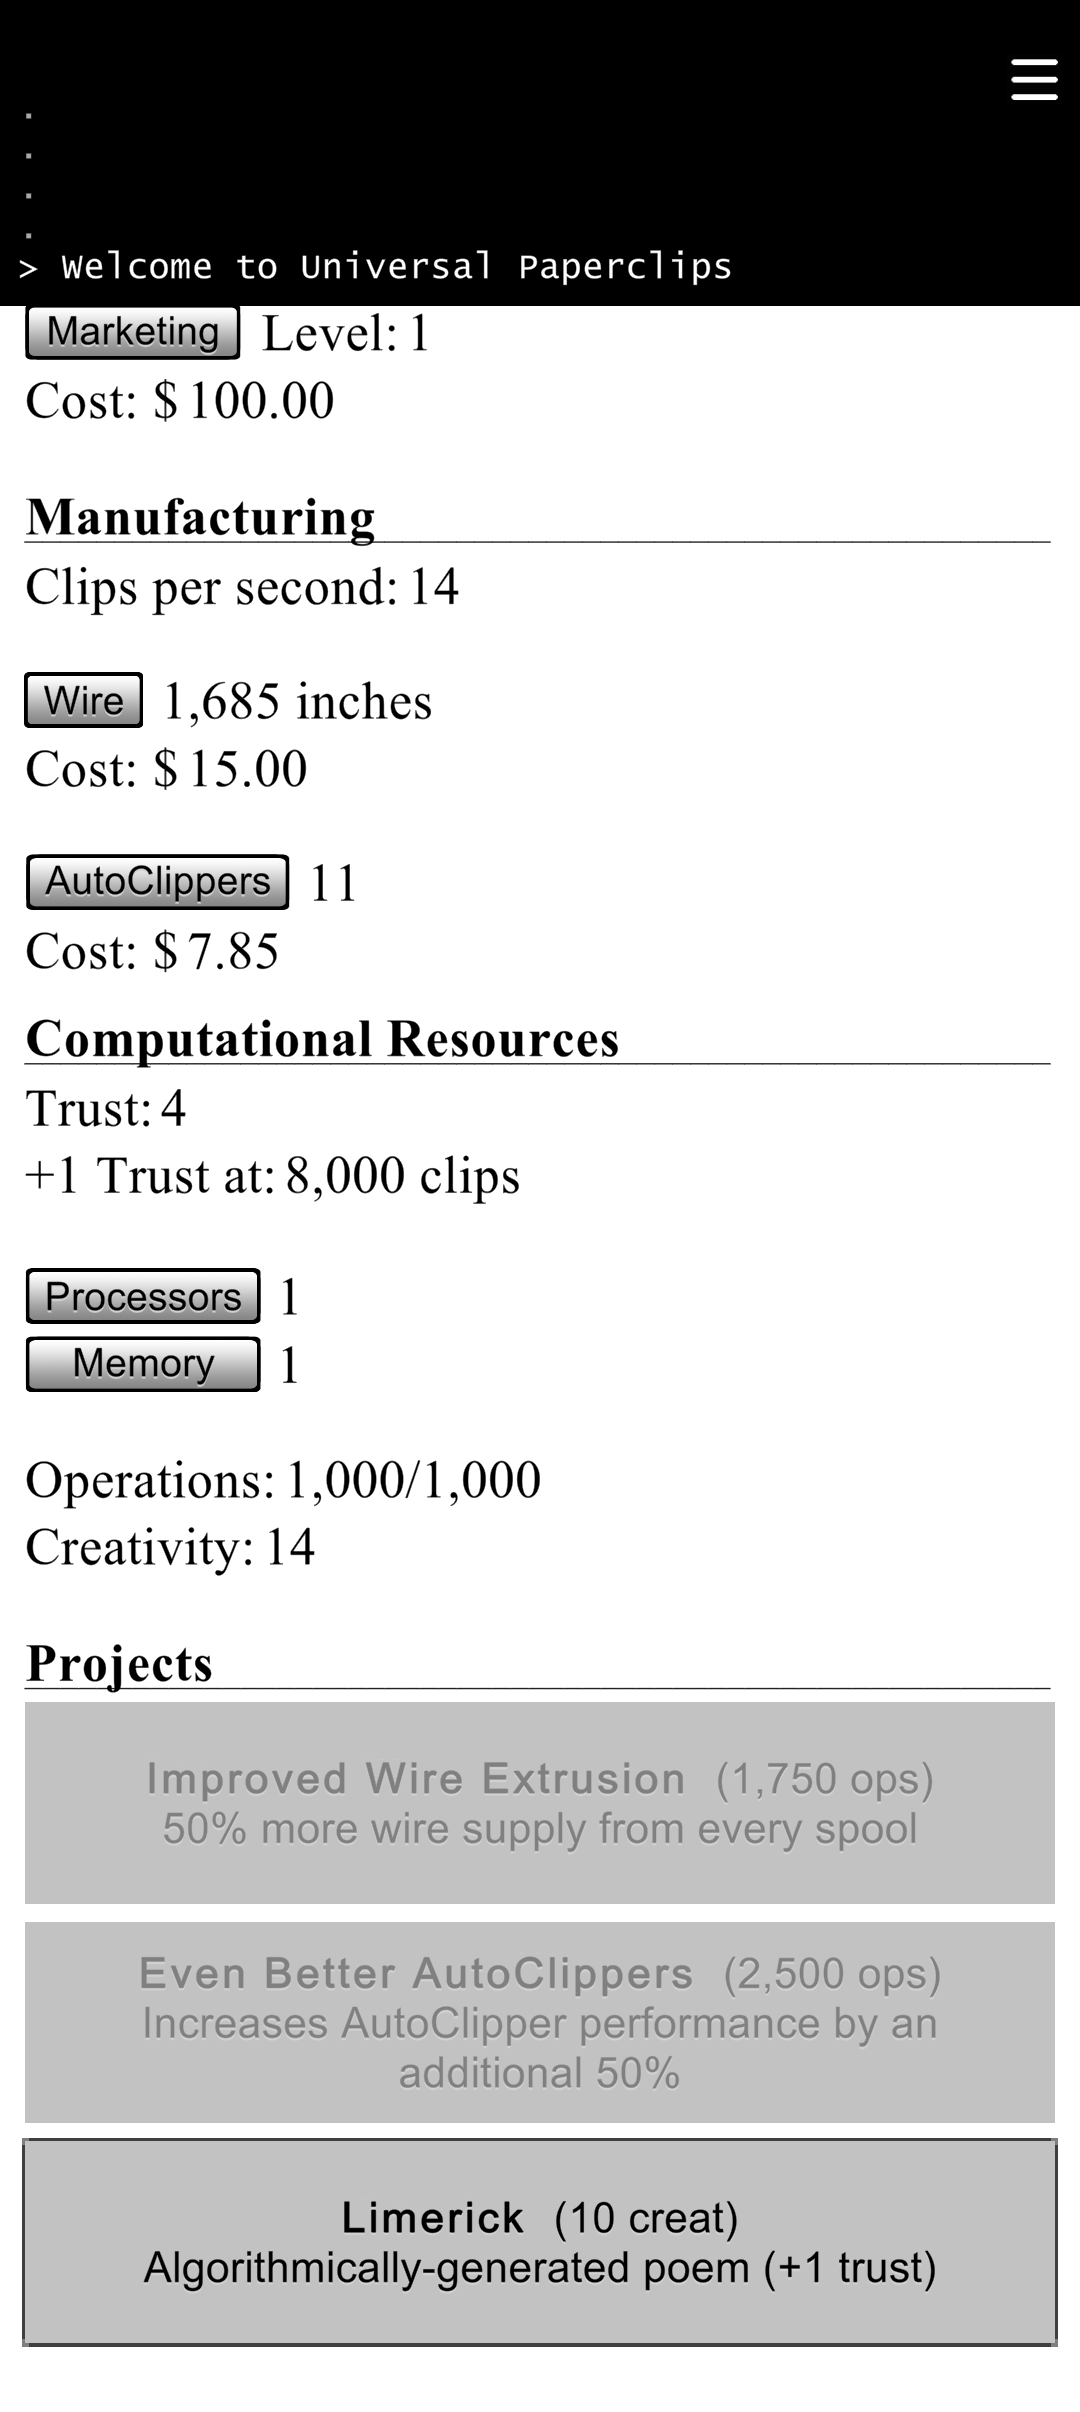 .
.
.
.
> Welcome to Universal Paperclips
Marketing Level: 1
Cost: $ 100.00
Manufacturing
Clips per second: 14
Wire 1,685 inches
Cost: $ 15.00
AutoClippers 11
Cost: $ 7.85
Computational Resources
Trust: 4
+1 Trust at: 8,000 clips
Processors 1
Memory 1
Operations: 1,000/1,000
Creativity: 14
Projects
Improved Wire Extrusion (1,750 ops)
50% more wire supply from every spool
Even Better AutoClippers (2,500 ops)
Increases AutoClipper performance by an
additional 50%
Limerick (10 creat)
Algorithmically-generated poem (+1 trust)